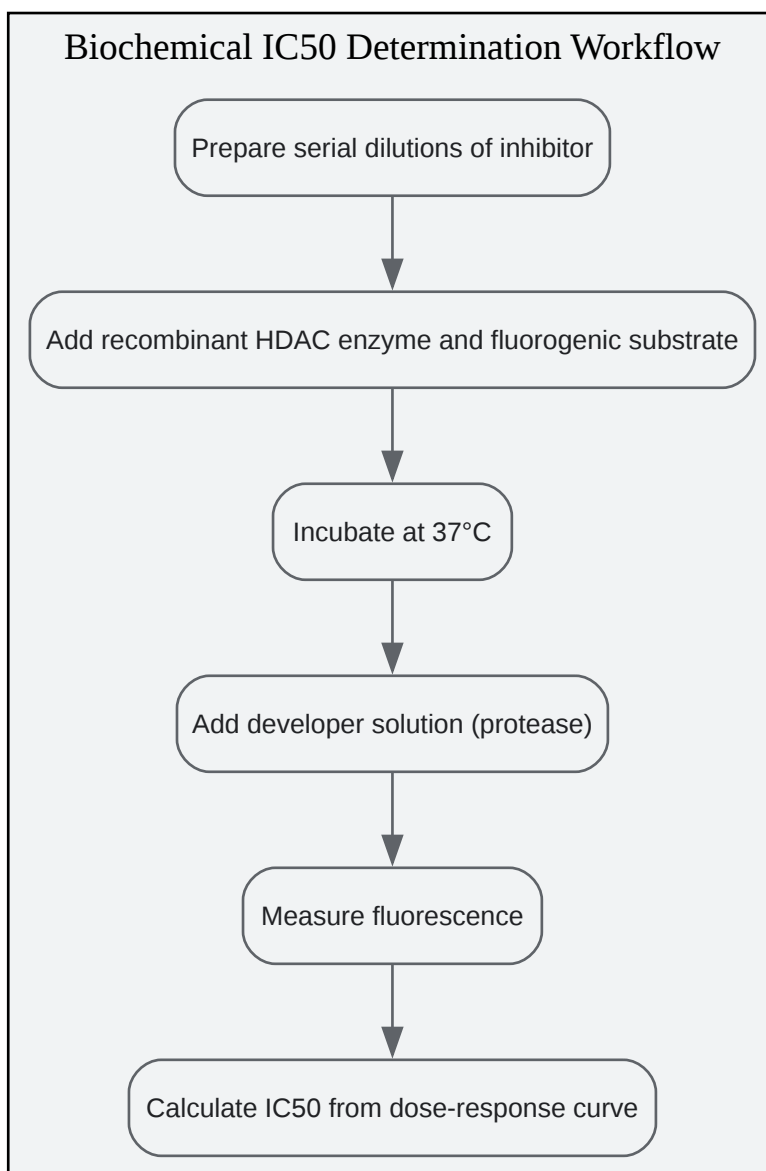 Biochemical IC50 Determination Workflow
Prepare serial dilutions of inhibitor
Add recombinant HDAC enzyme and fluorogenic substrate
Incubate at 37°C
Add developer solution (protease)
Measure fluorescence
Calculate IC50 from dose-response curve